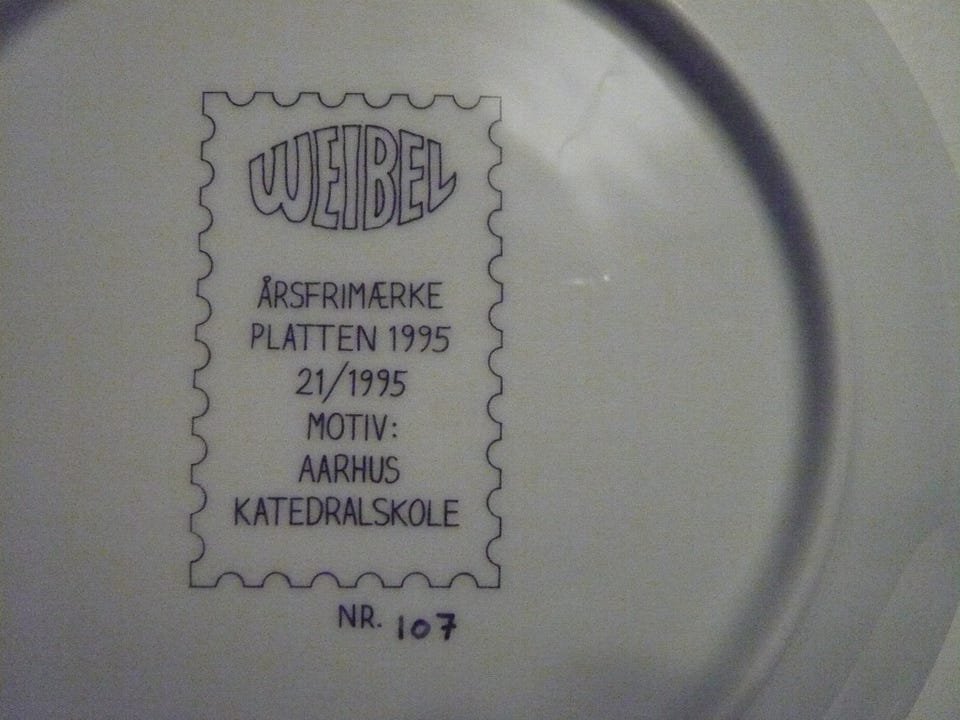 WEIBEL
ÅRSFRIMÆRKE
PLATTEN 1995
21/1995
MOTIV:
AARHUS
KATEDRALSKOLE
NR. 107